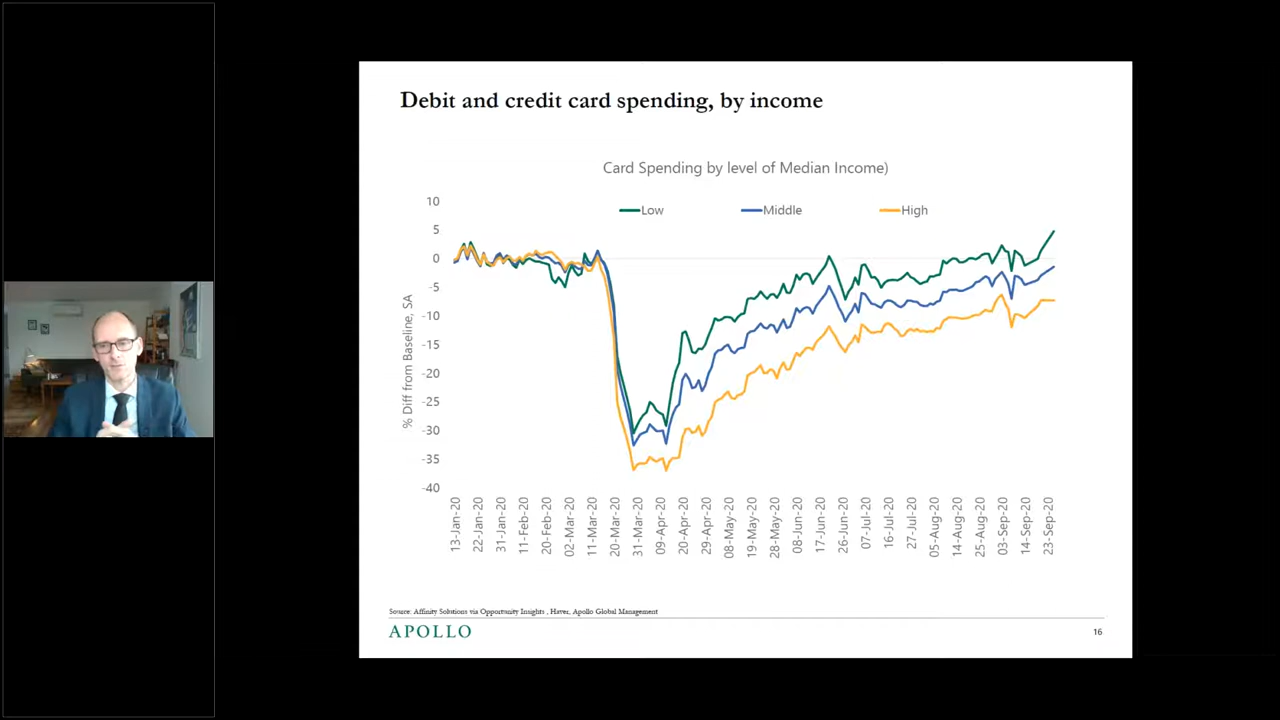 Debit and credit card spending, by income
Card Spending by level of Median Income)
Low Middle High
% Diff from Baseline, SA
10
5
0
-5
-10
-15
-20
-25
-30
-35
-40
13-Jan-20
22-Jan-20
31-Jan-20
11-Feb-20
20-Feb-20
02-Mar-20
11-Mar-20
20-Mar-20
31-Mar-20
09-Apr-20
20-Apr-20
29-Apr-20
08-May-20
19-May-20
28-May-20
08-Jun-20
17-Jun-20
26-Jun-20
07-Jul-20
16-Jul-20
27-Jul-20
05-Aug-20
14-Aug-20
25-Aug-20
03-Sep-20
14-Sep-20
23-Sep-20
Source: Affinity Solutions via Opportunity Insights , Haver, Apollo Global Management
APOLLO
16